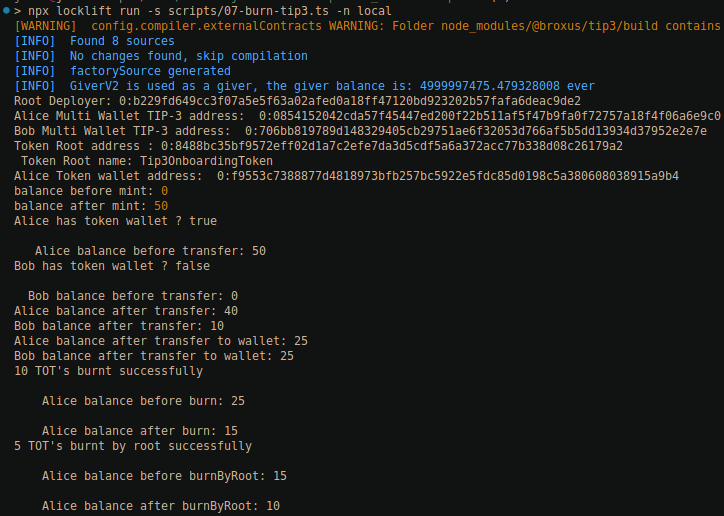 > npx locklift run -s scripts/07-burn-tip3.ts -n local
[WARNING]  config.compiler.externalContracts WARNING: Folder node_modules/@broxus/tip3/build contains
[INFO]  Found 8 sources
[INFO]  No changes found, skip compilation
[INFO]  factorySource generated
[INFO]  GiverV2 is used as a giver, the giver balance is: 4999997475.479328008 ever
Root Deployer: 0:b229fd649cc3f07a5e5f63a02afed0a18ff47120bd923202b57fafa6deac9de2
Alice Multi Wallet TIP-3 address:  0:0854152042cda57f45447ed200f22b511af5f47b9fa0f72757a18f4f06a6e9c0
Bob Multi Wallet TIP-3 address:  0:706bb819789d148329405cb29751ae6f32053d766af5b5dd13934d37952e2e7e
Token Root address : 0:8488bc35bf9572eff02d1a7c2efe7da3d5cdf5a6a372acc77b338d08c26179a2
Token Root name: Tip3OnboardingToken
Alice Token wallet address:  0:f9553c7388877d4818973bfb257bc5922e5fdc85d0198c5a380608038915a9b4
balance before mint: 0
balance after mint: 50
Alice has token wallet ? true
Alice balance before transfer: 50
Bob has token wallet ? false
Bob balance before transfer: 0
Alice balance after transfer: 40
Bob balance after transfer: 10
Alice balance after transfer to wallet: 25
Bob balance after transfer to wallet: 25
10 TOT's burnt successfully
Alice balance before burn: 25
Alice balance after burn: 15
5 TOT's burnt by root successfully
Alice balance before burnByRoot: 15
Alice balance after burnByRoot: 10